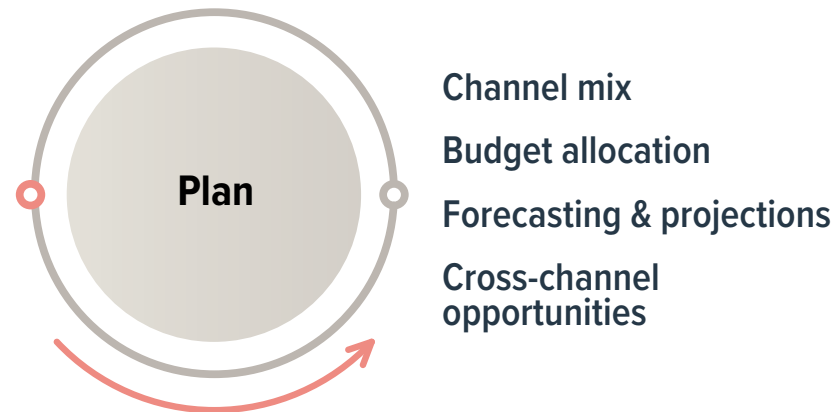 Plan
Channel mix
Budget allocation
Forecasting & projections
Cross-channel
opportunities